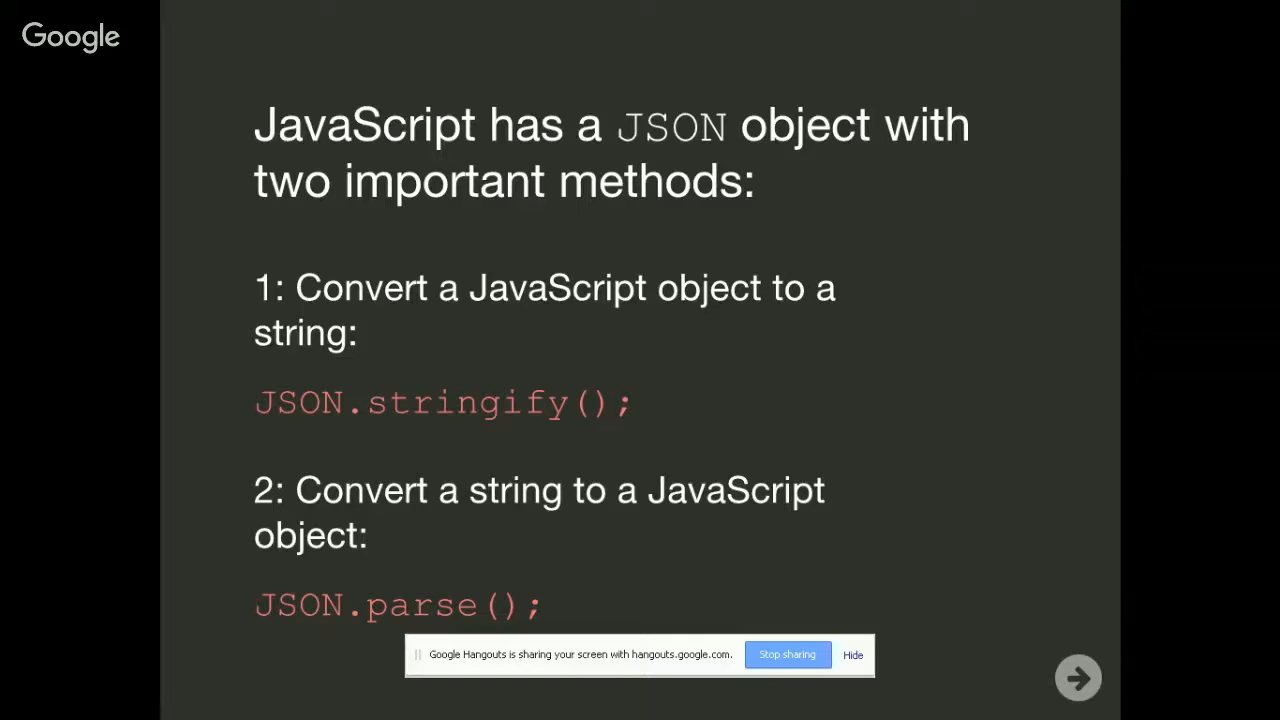 Google
JavaScript has a JSON object with
two important methods:
1: Convert a JavaScript object to a
string:
JSON.stringify();
2: Convert a string to a JavaScript
object:
JSON.parse();
Google Hangouts is sharing your screen with hangouts.google.com. Stop sharing Hide